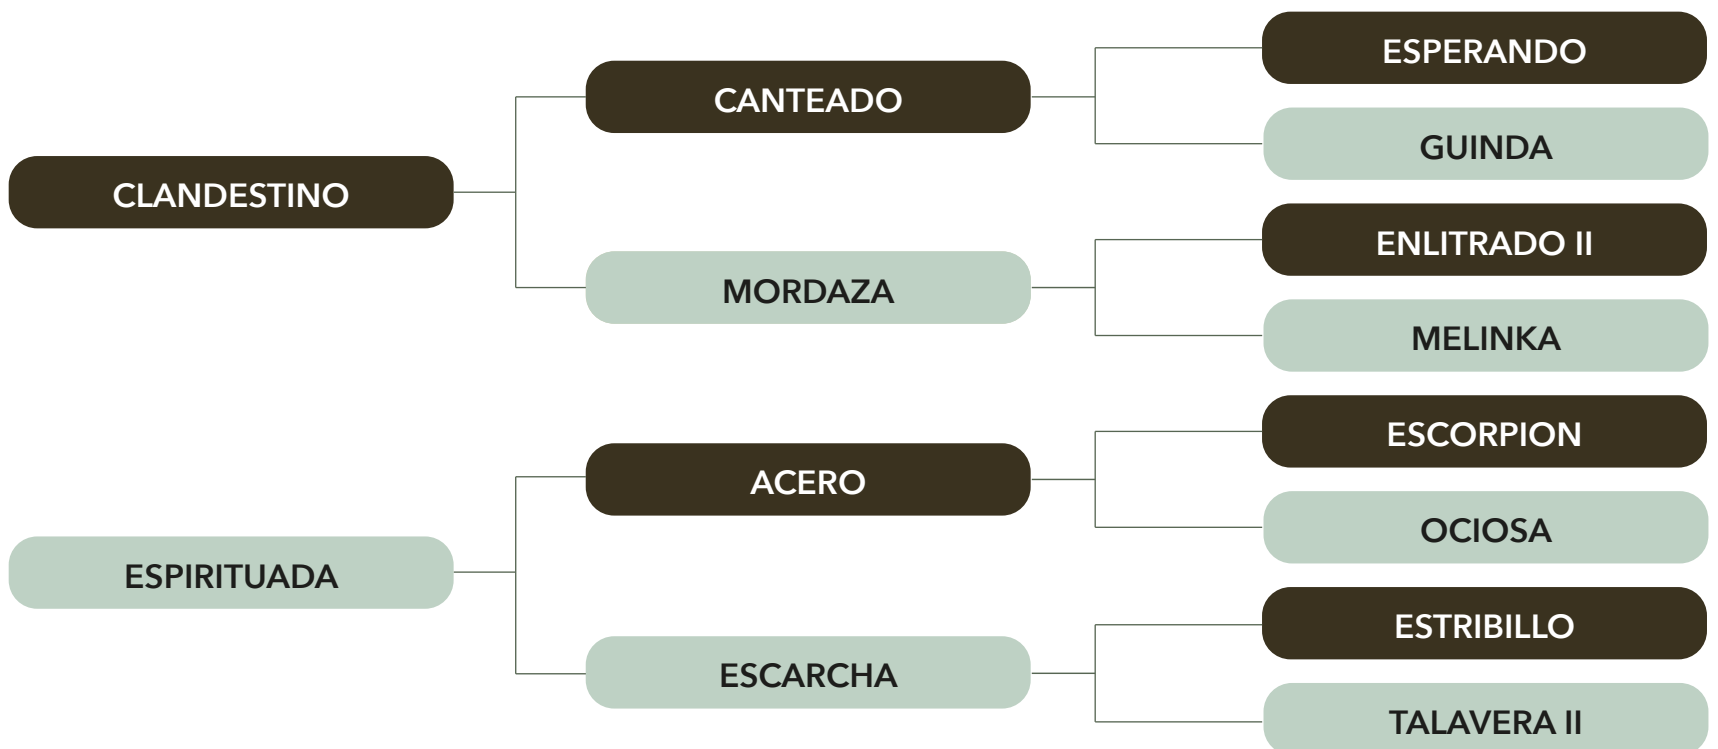 ESPERANDO
CANTEADO
GUINDA
CLANDESTINO
ENLITRADO II
MORDAZA
MELINKA
ESCORPION
ACERO
OCIOSA
ESPIRITUADA
ESTRIBILLO
ESCARCHA
TALAVERA II